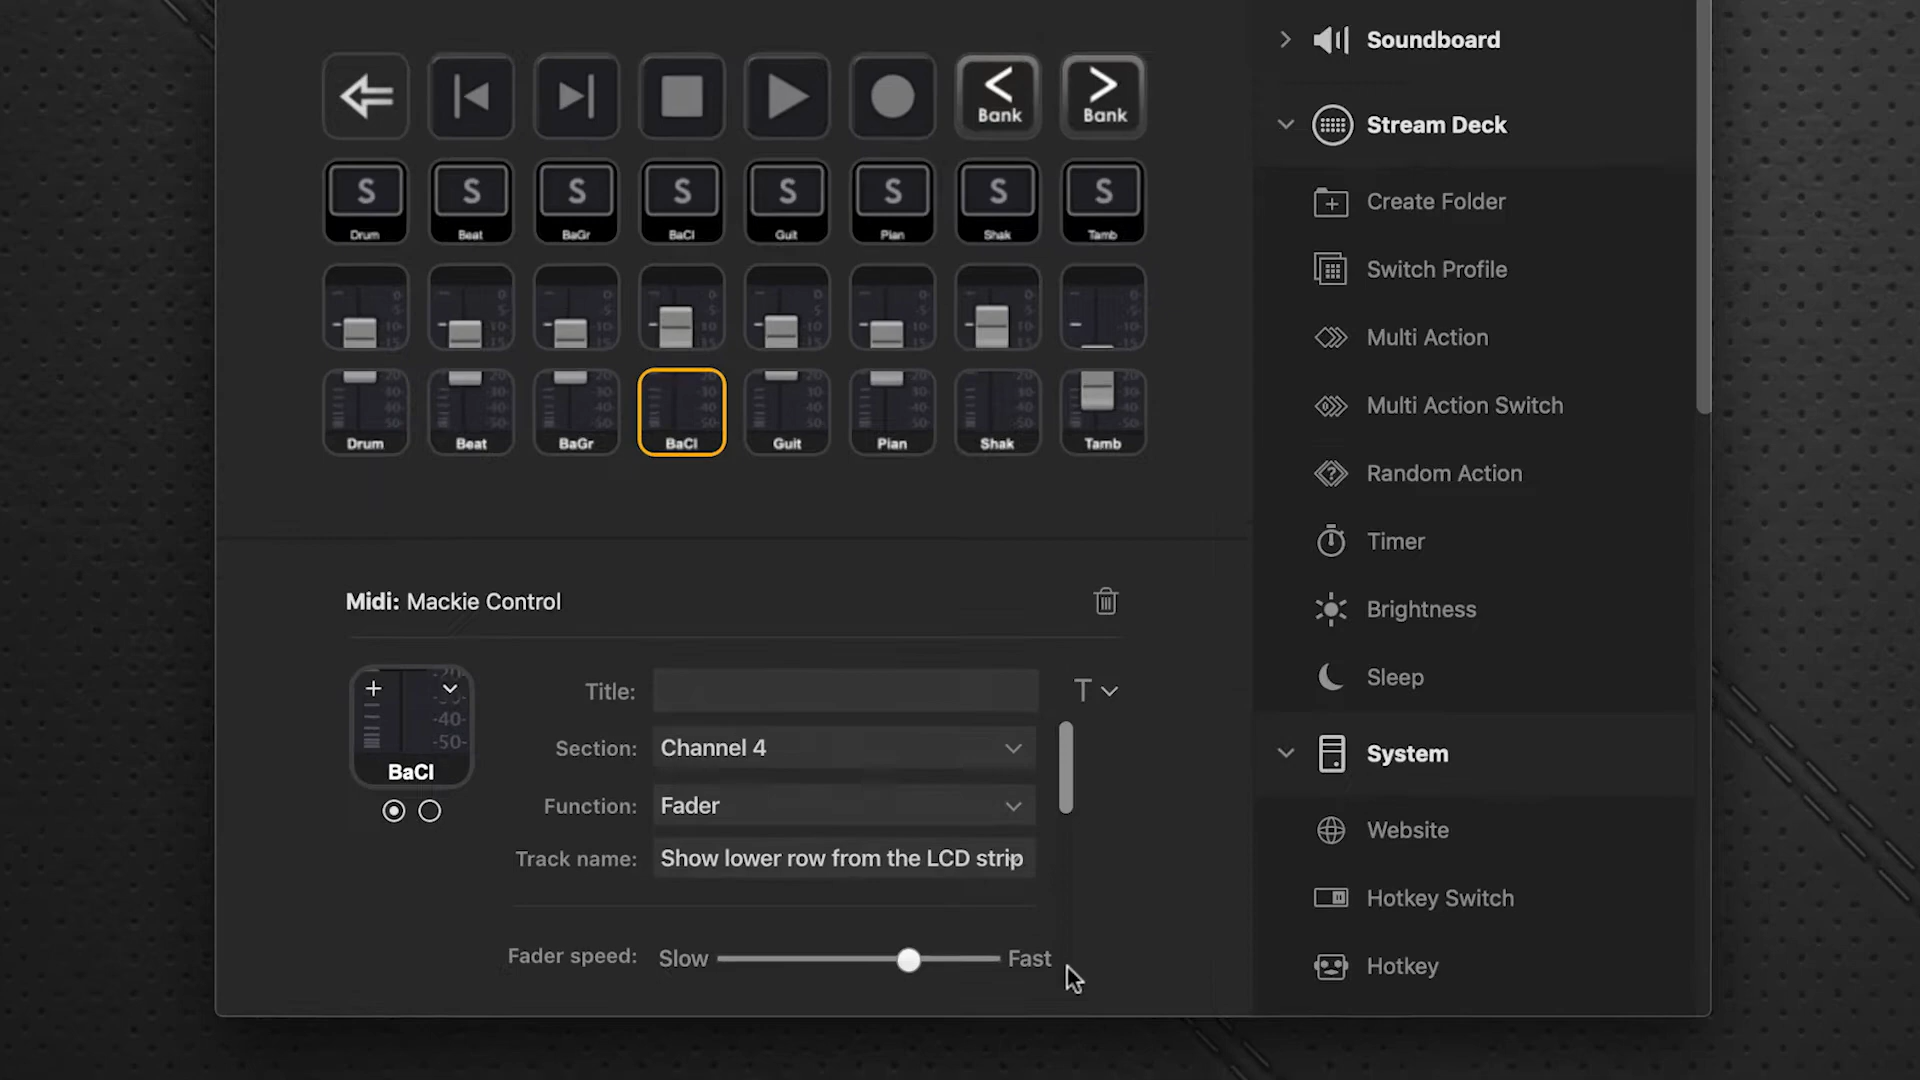 Soundboard
Bank Bank
Stream Deck
Create Folder
S S S S S S S S
Drum Beat BaGr BaCl Guit Pian Shak Tamb
Switch Profile
Multi Action
Multi Action Switch
Drum Beat BaGr BaCl Guit Pian Shak Tamb
Random Action
Timer
Midi: Mackie Control
Brightness
Sleep
Title:
T
-40-
-50-
BaCl
Section: Channel 4
System
Function: Fader
Website
Track name: Show lower row from the LCD strip
Hotkey Switch
Fader speed: Slow Fast
Hotkey